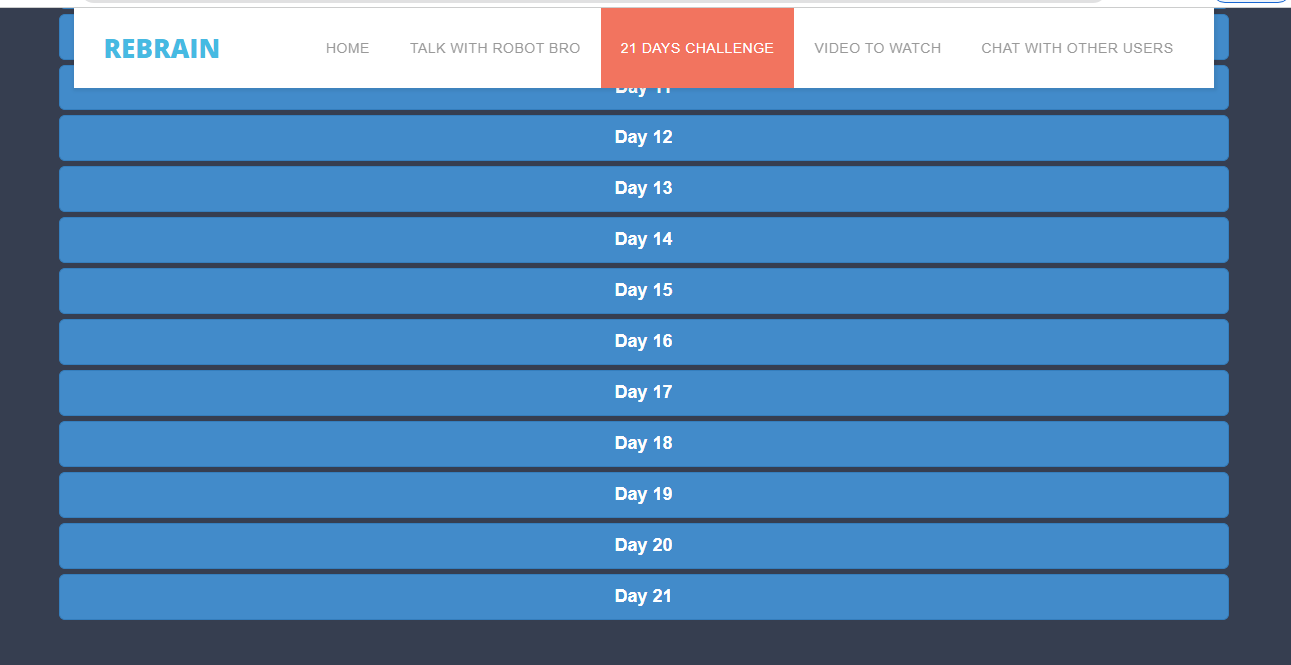 REBRAIN
HOME
TALK WITH ROBOT BRO
21 DAYS CHALLENGE
VIDEO TO WATCH
CHAT WITH OTHER USERS
Day 11
Day 12
Day 13
Day 14
Day 15
Day 16
Day 17
Day 18
Day 19
Day 20
Day 21